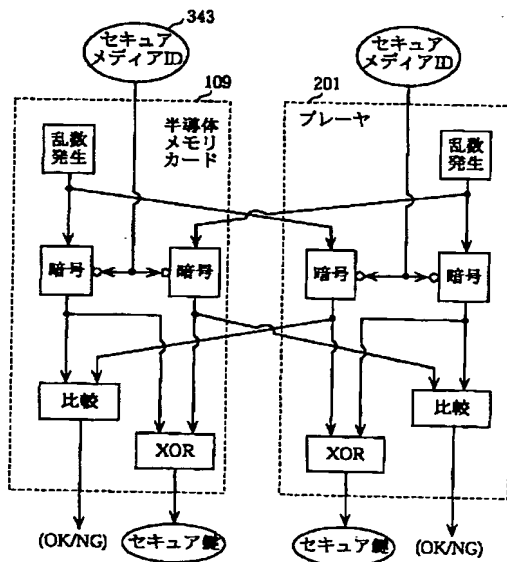 343
セキュア
メディアID
セキュア
メディアID
109
201
半導体
メモリ
カード
プレーヤ
乱数
発生
乱数
発生
暗号
暗号
暗号
暗号
比較
比較
XOR
XOR
(OK/NG)
セキュア鍵
セキュア鍵
(OK/NG)